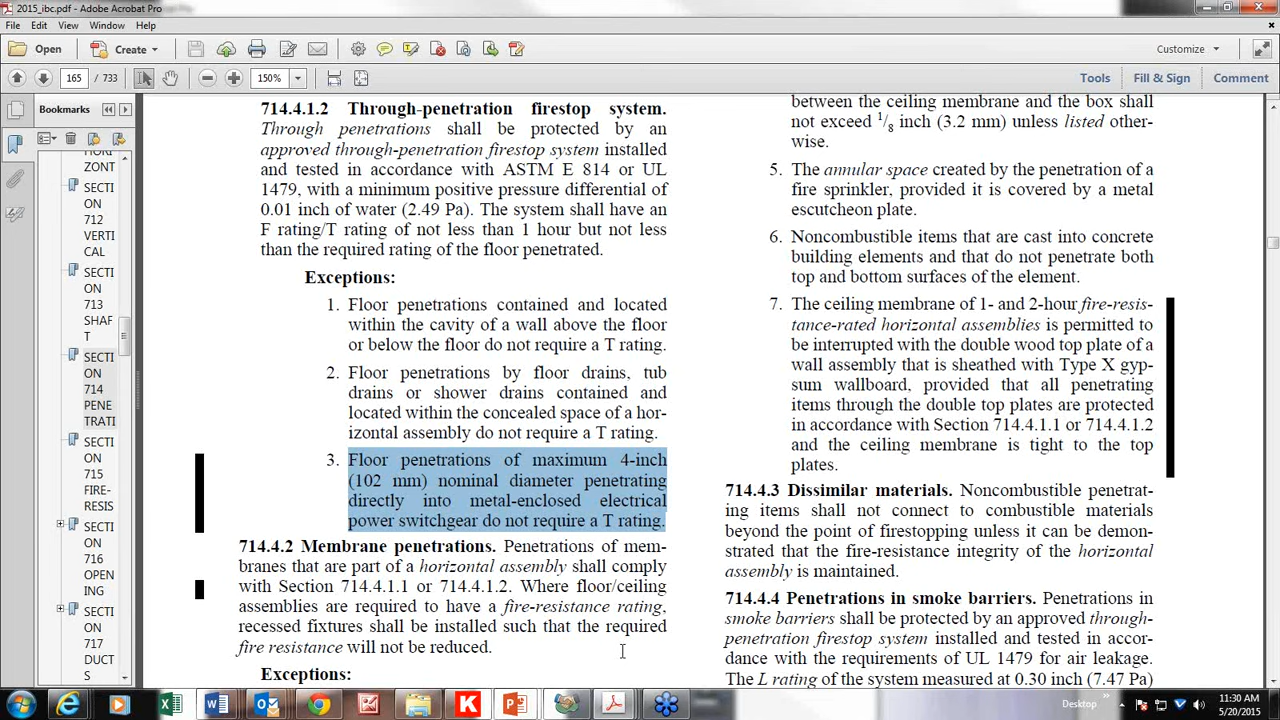 2015_ibc.pdf - Adobe Acrobat Pro
File Edit View Window Help
Open Create Customize
165 / 733 150% Tools Fill & Sign Comment
Bookmarks
HORI
ZONT
SECTI
ON
712
VERTI
CAL
SECTI
ON
713
SHAF
T
SECTI
ON
714
PENE
TRATI
SECTI
ON
715
FIRE-
RESIS
SECTI
ON
716
OPEN
ING
SECTI
ON
717
DUCT
S
714.4.1.2 Through-penetration firestop system.
Through penetrations shall be protected by an
approved through-penetration firestop system installed
and tested in accordance with ASTM E 814 or UL
1479, with a minimum positive pressure differential of
0.01 inch of water (2.49 Pa). The system shall have an
F rating/T rating of not less than 1 hour but not less
than the required rating of the floor penetrated.
Exceptions:
1. Floor penetrations contained and located
within the cavity of a wall above the floor
or below the floor do not require a T rating.
2. Floor penetrations by floor drains, tub
drains or shower drains contained and
located within the concealed space of a hor-
izontal assembly do not require a T rating.
3. Floor penetrations of maximum 4-inch
(102 mm) nominal diameter penetrating
directly into metal-enclosed electrical
power switchgear do not require a T rating.
714.4.2 Membrane penetrations. Penetrations of mem-
branes that are part of a horizontal assembly shall comply
with Section 714.4.1.1 or 714.4.1.2. Where floor/ceiling
assemblies are required to have a fire-resistance rating,
recessed fixtures shall be installed such that the required
fire resistance will not be reduced.
Exceptions:
between the ceiling membrane and the box shall
not exceed 1/8 inch (3.2 mm) unless listed other-
wise.
5. The annular space created by the penetration of a
fire sprinkler, provided it is covered by a metal
escutcheon plate.
6. Noncombustible items that are cast into concrete
building elements and that do not penetrate both
top and bottom surfaces of the element.
7. The ceiling membrane of 1- and 2-hour fire-resis-
tance-rated horizontal assemblies is permitted to
be interrupted with the double wood top plate of a
wall assembly that is sheathed with Type X gyp-
sum wallboard, provided that all penetrating
items through the double top plates are protected
in accordance with Section 714.4.1.1 or 714.4.1.2
and the ceiling membrane is tight to the top
plates.
714.4.3 Dissimilar materials. Noncombustible penetrat-
ing items shall not connect to combustible materials
beyond the point of firestopping unless it can be demon-
strated that the fire-resistance integrity of the horizontal
assembly is maintained.
714.4.4 Penetrations in smoke barriers. Penetrations in
smoke barriers shall be protected by an approved through-
penetration firestop system installed and tested in accor-
dance with the requirements of UL 1479 for air leakage.
The L rating of the system measured at 0.30 inch (7.47 Pa)
Desktop
11:30 AM
5/20/2015